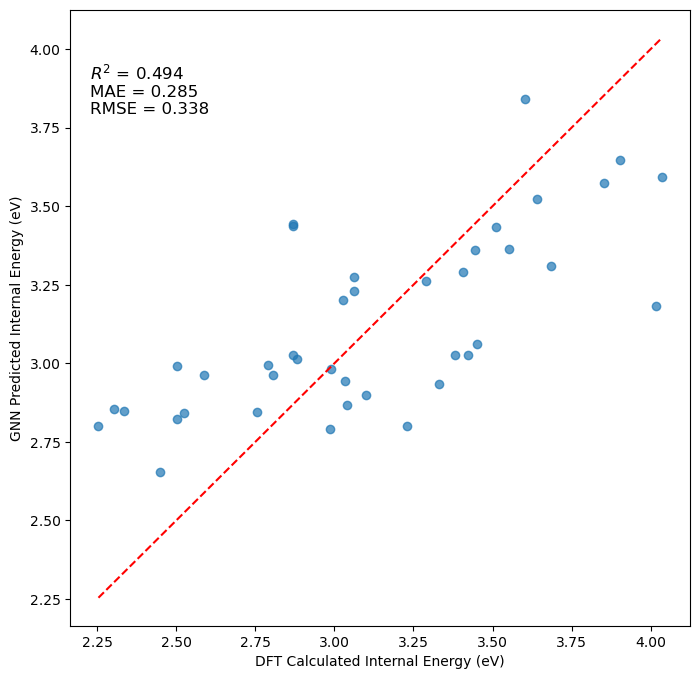 R² = 0.494
MAE = 0.285
RMSE = 0.338
GNN Predicted Internal Energy (eV)
4.00
3.75
3.50
3.25
3.00
2.75
2.50
2.25
2.25 2.50 2.75 3.00 3.25 3.50 3.75 4.00
DFT Calculated Internal Energy (eV)